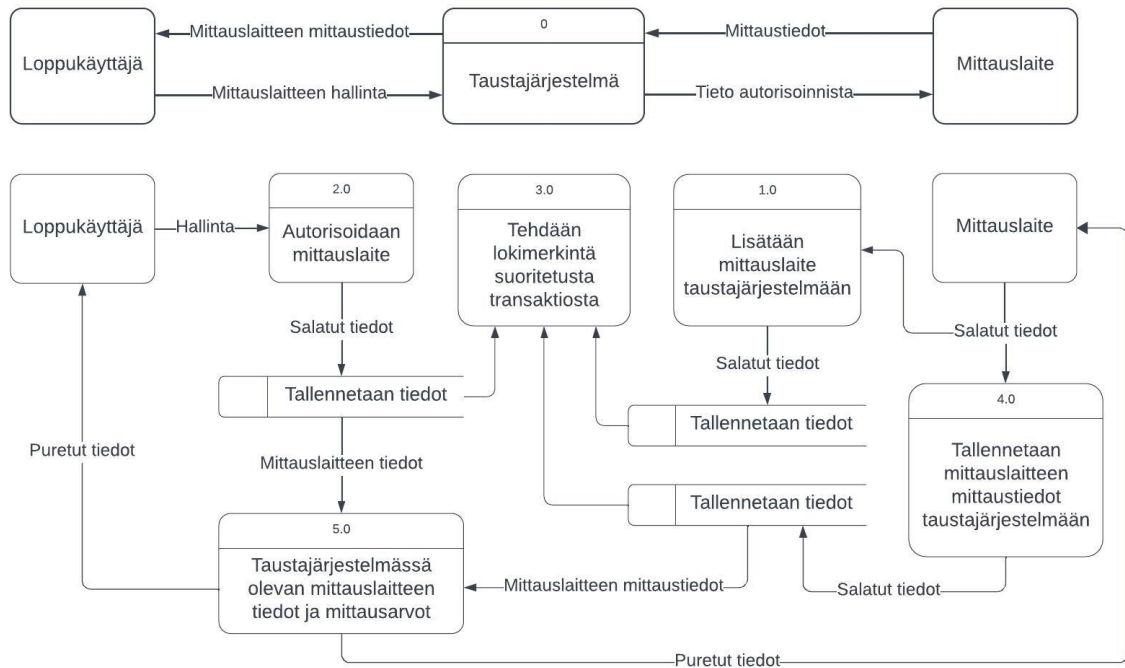 Loppukäyttäjä
Mittauslaitteen mittaustiedot
Mittauslaitteen hallinta
0
Taustajärjestelmä
Mittaustiedot
Tieto autorisoinnista
Mittauslaite
Loppukäyttäjä
Hallinta
2.0
Autorisoidaan
mittauslaite
3.0
Tehdään
lokimerkintä
suoritetusta
transaktiosta
1.0
Lisätään
mittauslaite
taustajärjestelmään
Mittauslaite
Salatut tiedot
Salatut tiedot
Salatut tiedot
Tallennetaan tiedot
Tallennetaan tiedot
4.0
Tallennetaan
mittauslaitteen
mittaustiedot
taustajärjestelmään
Puretut tiedot
Mittauslaitteen tiedot
Tallennetaan tiedot
5.0
Taustajärjestelmässä
olevan mittauslaitteen
tiedot ja mittausarvot
Mittauslaitteen mittaustiedot
Salatut tiedot
Puretut tiedot